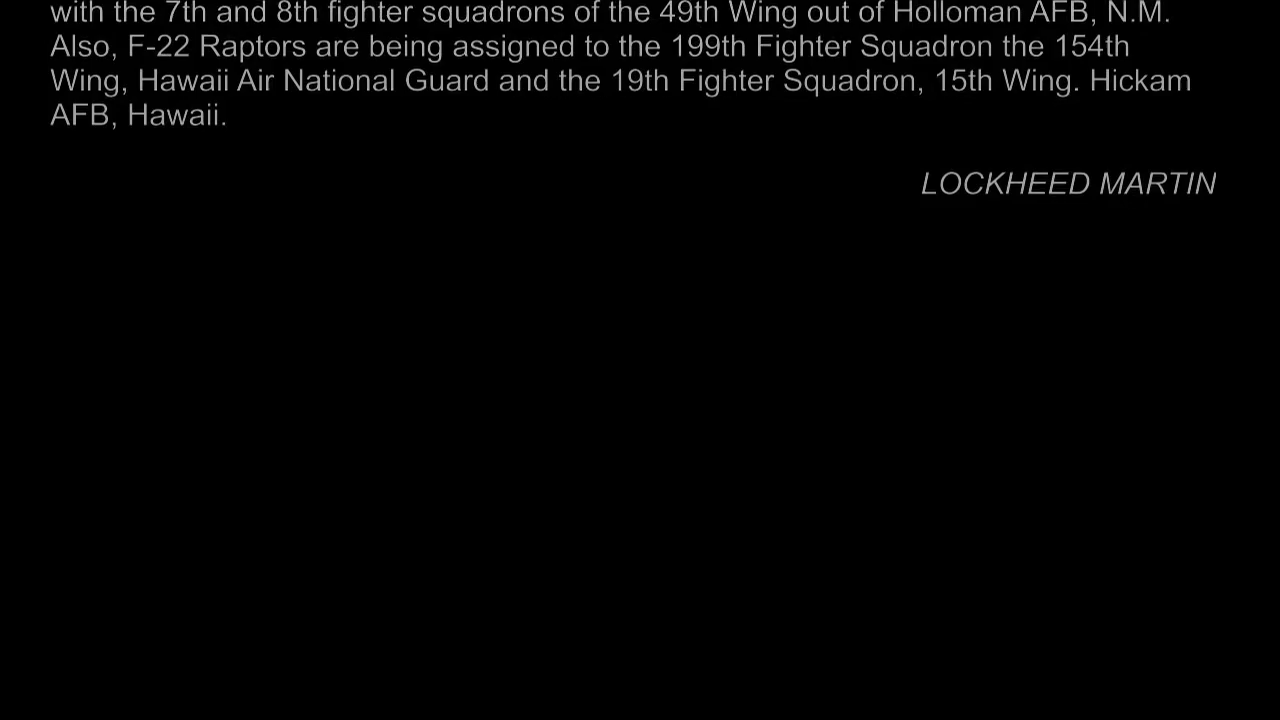 with the 7th and 8th fighter squadrons of the 49th Wing out of Holloman AFB, N.M.
Also, F-22 Raptors are being assigned to the 199th Fighter Squadron the 154th
Wing, Hawaii Air National Guard and the 19th Fighter Squadron, 15th Wing. Hickam
AFB, Hawaii.
LOCKHEED MARTIN